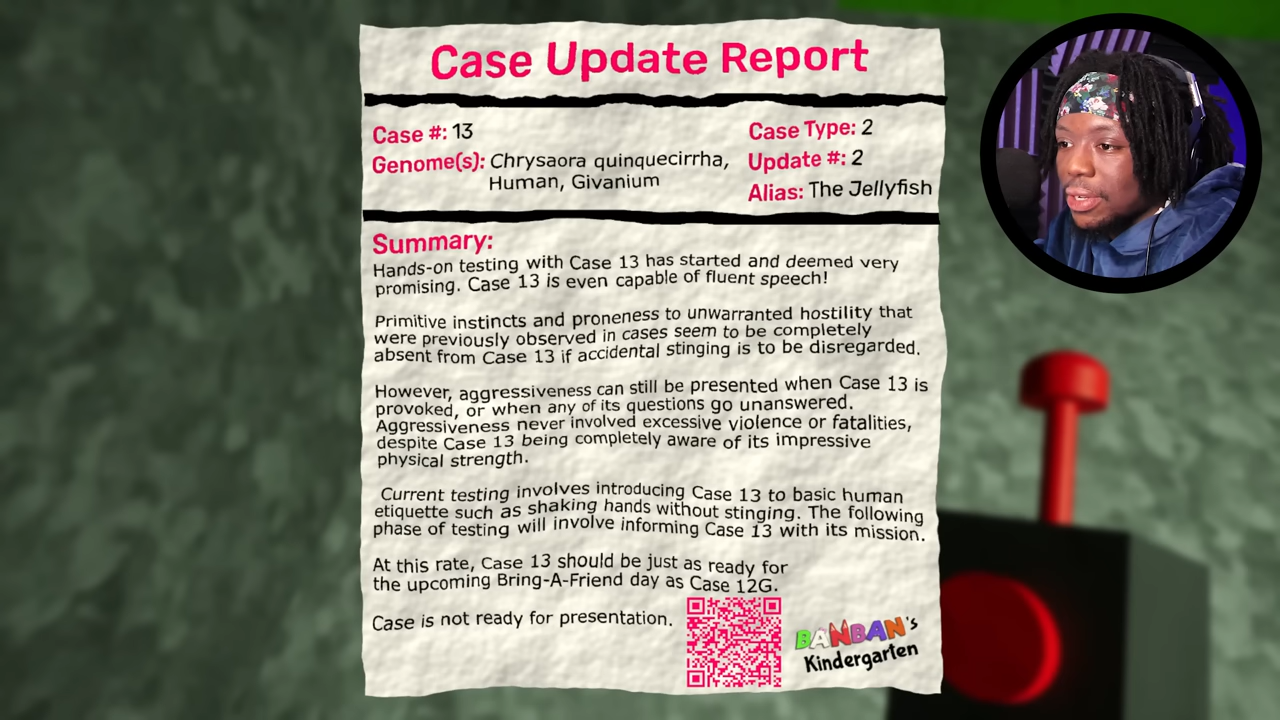 Case Update Report
Case #: 13
Case Type: 2
Genome(s): Chrysaora quinquecirrha,
Human, Givanium
Update #: 2
Alias: The Jellyfish
Summary:
Hands-on testing with Case 13 has started and deemed very
promising. Case 13 is even capable of fluent speech!
Primitive instincts and proneness to unwarranted hostility that
were previously observed in cases seem to be completely
absent from Case 13 if accidental stinging is to be disregarded.
However, aggressiveness can still be presented when Case 13 is
provoked, or when any of its questions go unanswered.
Aggressiveness never involved excessive violence or fatalities,
despite Case 13 being completely aware of its impressive
physical strength.
Current testing involves introducing Case 13 to basic human
etiquette such as shaking hands without stinging. The following
phase of testing will involve informing Case 13 with its mission.
At this rate, Case 13 should be just as ready for
the upcoming Bring-A-Friend day as Case 12G.
Case is not ready for presentation.
BANBAN's
Kindergarten